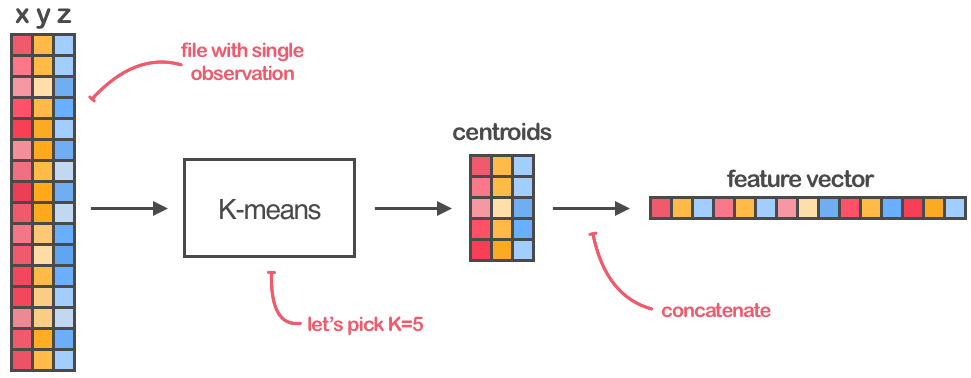 x y z
file with single
observation
K-means
let's pick K=5
centroids
concatenate
feature vector